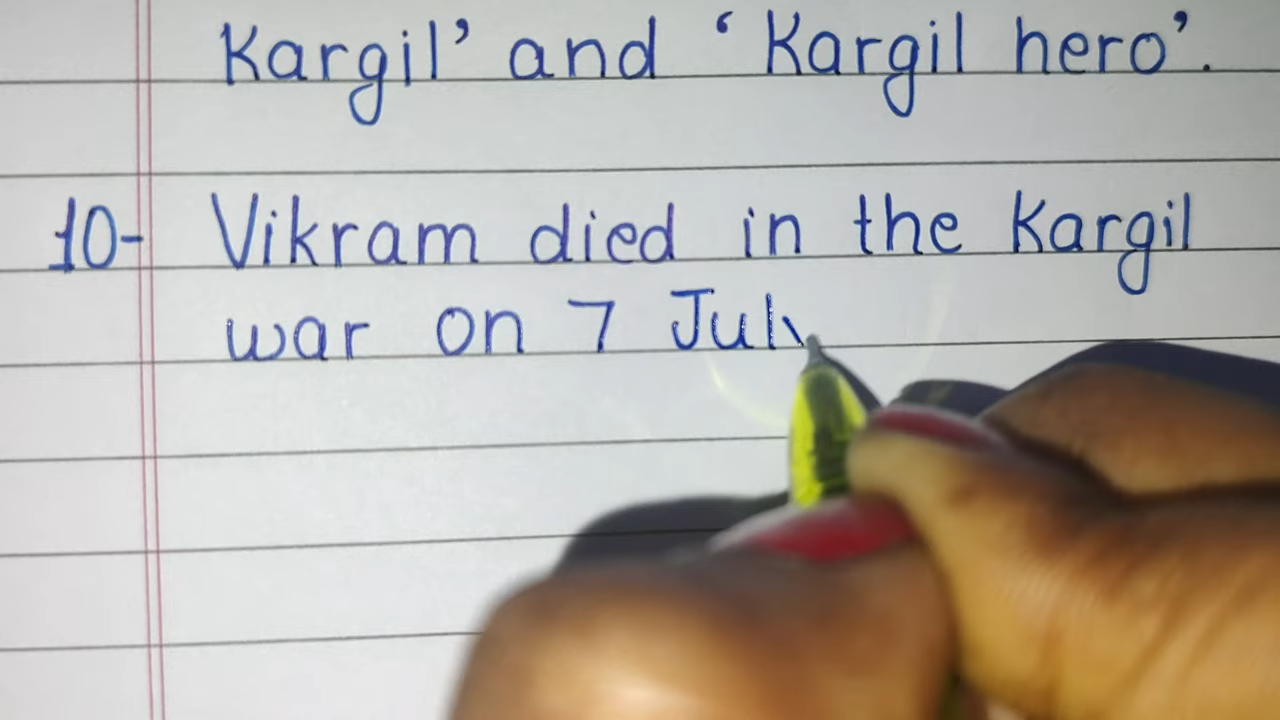 Kargil’ and ‘Kargil hero’.
10- Vikram died in the Kargil
war on 7